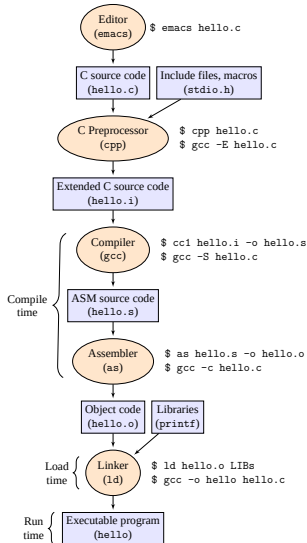 Editor
(emacs)
$ emacs hello.c
C source code
(hello.c)
Include files, macros
(stdio.h)
C Preprocessor
(cpp)
$ cpp hello.c
$ gcc -E hello.c
Extended C source code
(hello.i)
Compiler
(gcc)
$ cc1 hello.i -o hello.s
$ gcc -S hello.c
Compile
time
ASM source code
(hello.s)
Assembler
(as)
$ as hello.s -o hello.o
$ gcc -c hello.c
Object code
(hello.o)
Libraries
(printf)
Load
time
Linker
(ld)
$ ld hello.o LIBs
$ gcc -o hello hello.c
Run
time
Executable program
(hello)